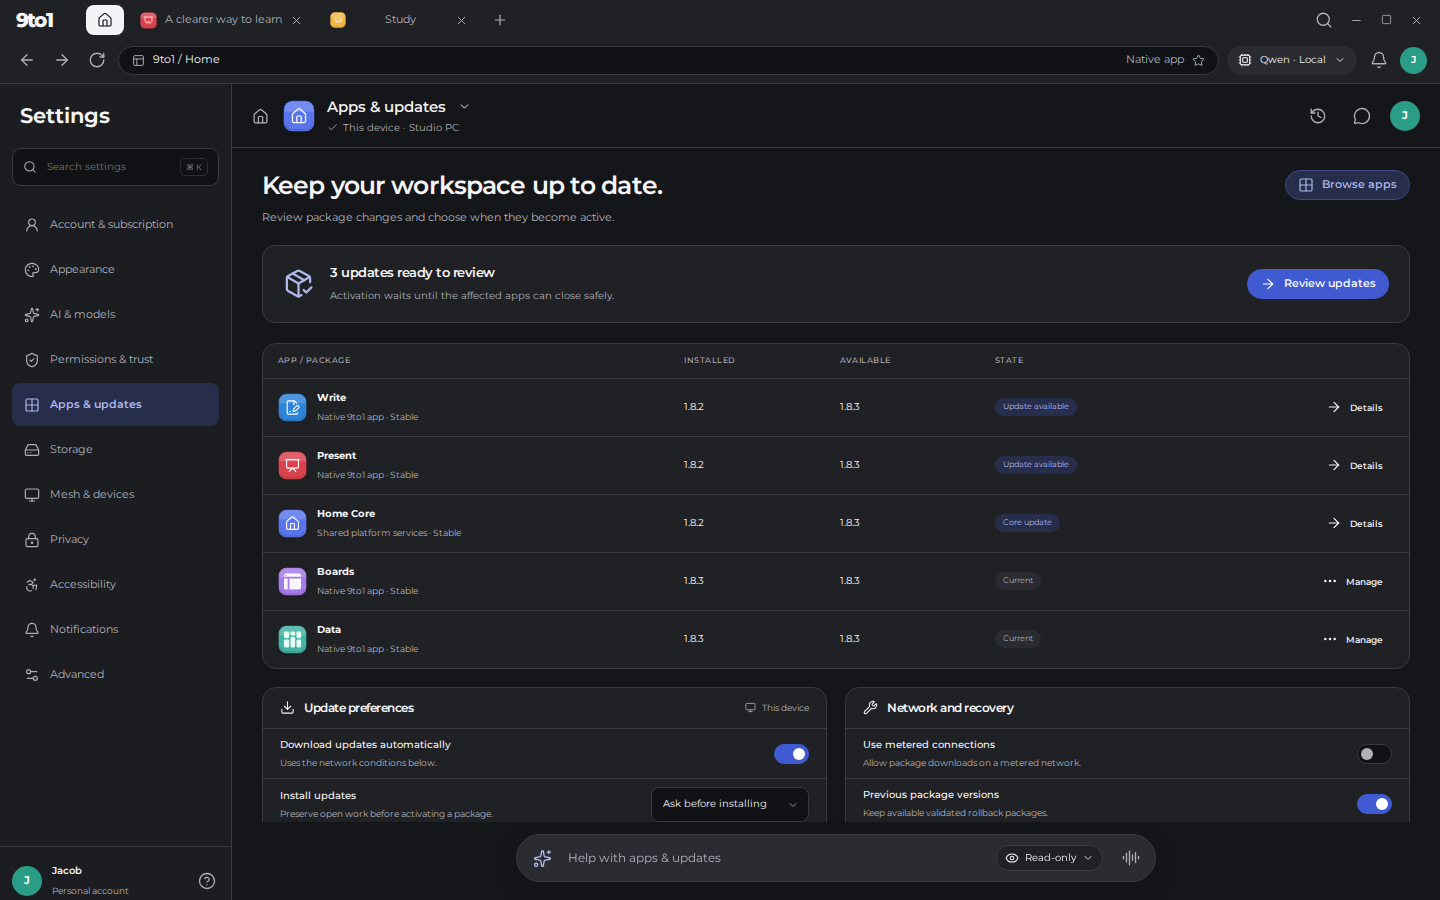 9to1
A clearer way to learn
Study
9to1 / Home
Native app
Qwen · Local
J
Settings
Search settings
⌘ K
Account & subscription
Appearance
AI & models
Permissions & trust
Apps & updates
Storage
Mesh & devices
Privacy
Accessibility
Notifications
Advanced
J
Jacob
Personal account
Apps & updates
This device · Studio PC
J
Keep your workspace up to date.
Review package changes and choose when they become active.
Browse apps
3 updates ready to review
Activation waits until the affected apps can close safely.
Review updates
APP / PACKAGE INSTALLED AVAILABLE STATE
Write
Native 9to1 app · Stable
1.8.2 1.8.3 Update available Details
Present
Native 9to1 app · Stable
1.8.2 1.8.3 Update available Details
Home Core
Shared platform services · Stable
1.8.2 1.8.3 Core update Details
Boards
Native 9to1 app · Stable
1.8.3 1.8.3 Current Manage
Data
Native 9to1 app · Stable
1.8.3 1.8.3 Current Manage
Update preferences
This device
Download updates automatically
Uses the network conditions below.
Install updates
Preserve open work before activating a package.
Ask before installing
Network and recovery
Use metered connections
Allow package downloads on a metered network.
Previous package versions
Keep available validated rollback packages.
Help with apps & updates
Read-only